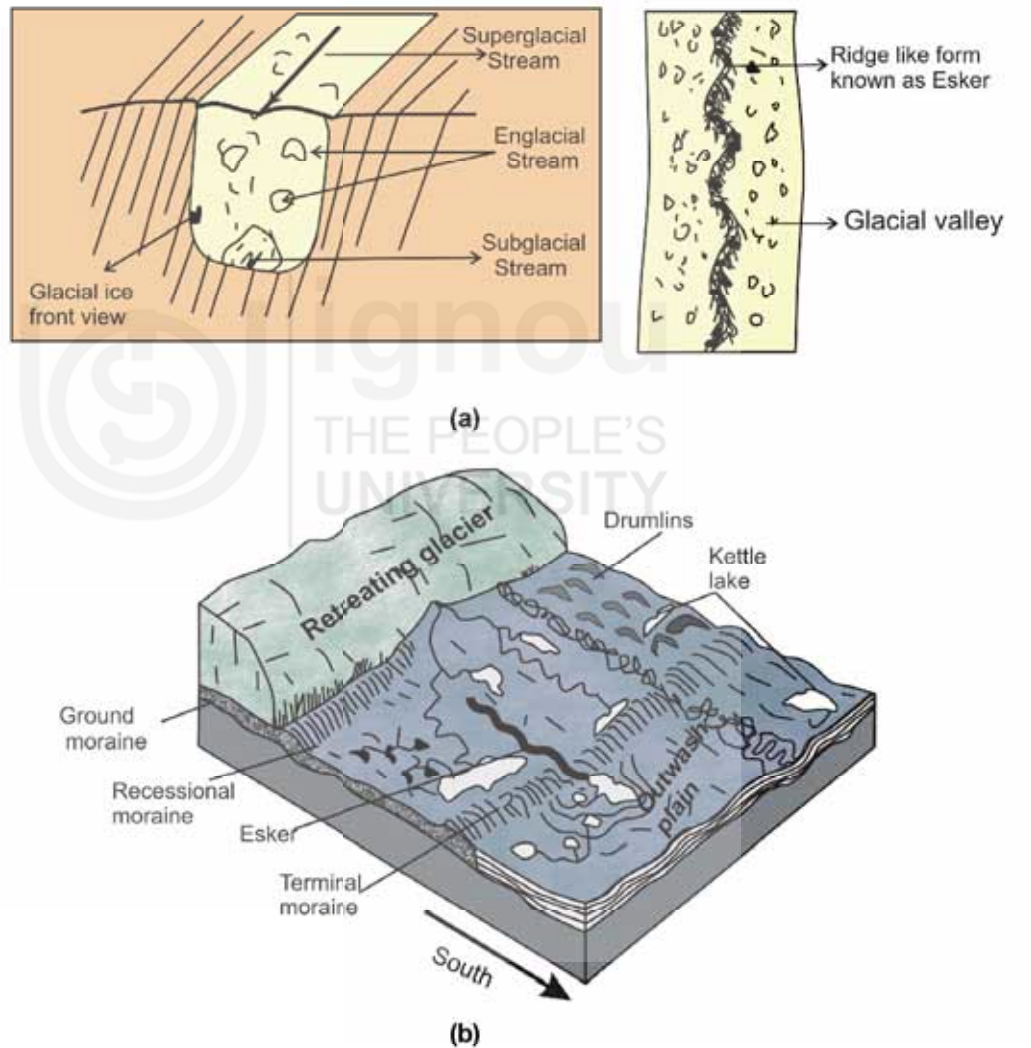 Superglacial
Stream
Englacial
Stream
Subglacial
Stream
Glacial ice
front view
Ridge like form
known as Esker
Glacial valley
ignou
THE PEOPLE'S
UNIVERSITY
(a)
Retreating glacier
Drumlins
Kettle
lake
Ground
moraine
Recessional
moraine
Esker
Termiral
moraine
Outwash
plain
South
(b)